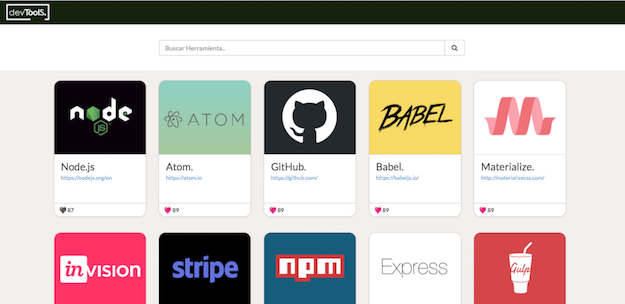 devToolS.
Buscar Herramienta..
node
JS
ATOM
BABEL
Node.js
https://nodejs.org/en
87
Atom.
https://atom.io
89
GitHub.
https://github.com/
89
Babel.
https://babeljs.io/
89
Materialize.
http://materializecss.com/
89
inVISION
stripe
npm
Express
Gulp